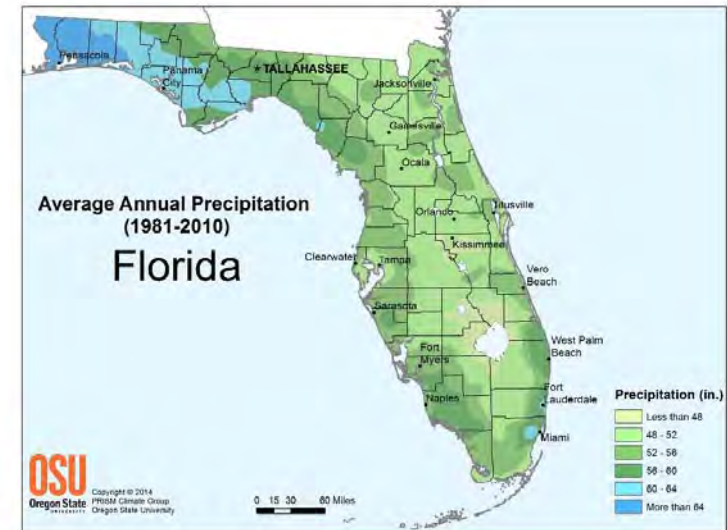 Pensacola
Panama
City
TALLAHASSEE
Jacksonville
Gainesville
Ocala
Average Annual Precipitation
(1981-2010)
Florida
Orlando
Titusville
Kissimmee
Clearwater
Tampa
Vero
Beach
Sarasota
Fort
Myers
West Palm
Beach
Naples
Fort
Lauderdale
Miami
Precipitation (in.)
Less than 48
48 - 52
52 - 56
56 - 60
60 - 64
More than 64
OSU
Oregon State
UNIVERSITY
Copyright © 2014
PRISM Climate Group
Oregon State University
0 15 30 60 Miles